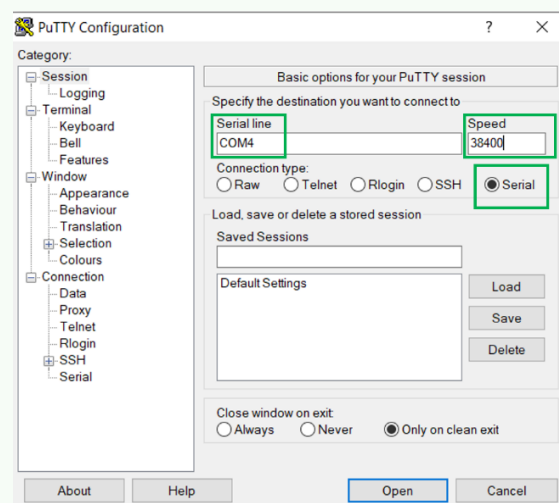 PuTTY Configuration ? ×
Category:
Session
Logging
Terminal
Keyboard
Bell
Features
Window
Appearance
Behaviour
Translation
Selection
Colours
Connection
Data
Proxy
Telnet
Rlogin
SSH
Serial
Basic options for your PuTTY session
Specify the destination you want to connect to
Serial line Speed
COM4 38400
Connection type:
Raw Telnet Rlogin SSH Serial
Load, save or delete a stored session
Saved Sessions
Default Settings
Load
Save
Delete
Close window on exit:
Always Never Only on clean exit
About Help Open Cancel